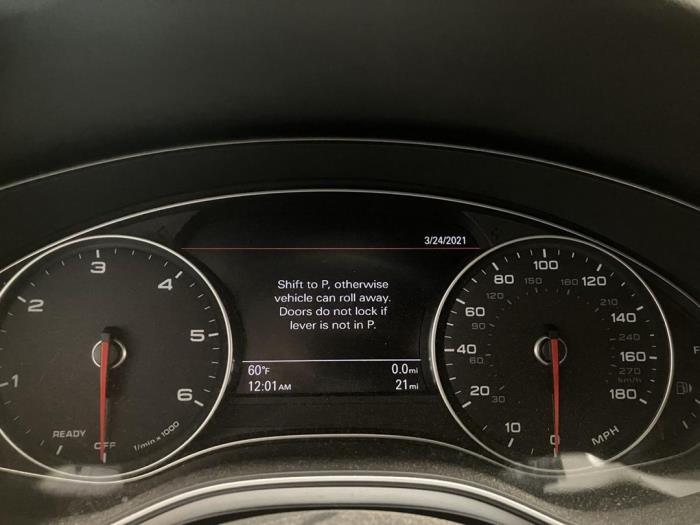 3/24/2021
Shift to P, otherwise
vehicle can roll away.
Doors do not lock if
lever is not in P.
60°F 0.0mi
12:01AM 21mi
1
2
3
4
5
6
READY
OFF
1/min x 1000
0
10
20
30
40
60
60
90
80
120
100
150
120
180
140
210
160
240
180
270
km/h
MPH
F